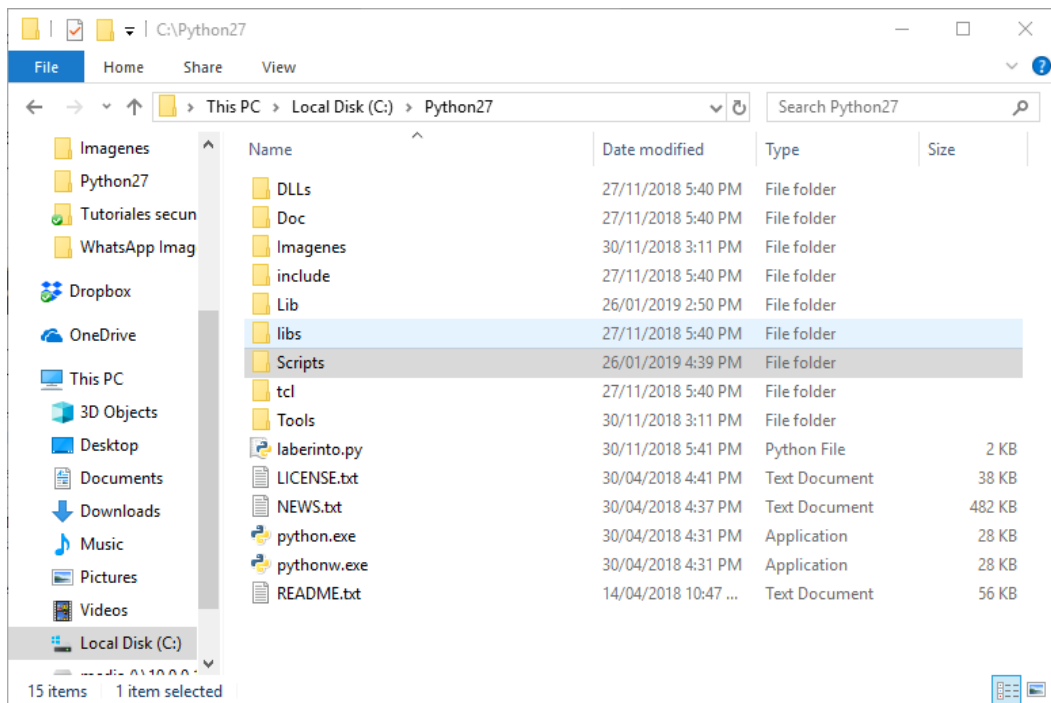 C:\Python27
File Home Share View
This PC > Local Disk (C:) > Python27
Search Python27
Name Date modified Type Size
Imagenes
Python27
Tutoriales secun
WhatsApp Imag
Dropbox
OneDrive
This PC
3D Objects
Desktop
Documents
Downloads
Music
Pictures
Videos
Local Disk (C:)
DLLs 27/11/2018 5:40 PM File folder
Doc 27/11/2018 5:40 PM File folder
Imagenes 30/11/2018 3:11 PM File folder
include 27/11/2018 5:40 PM File folder
Lib 26/01/2019 2:50 PM File folder
libs 27/11/2018 5:40 PM File folder
Scripts 26/01/2019 4:39 PM File folder
tcl 27/11/2018 5:40 PM File folder
Tools 30/11/2018 3:11 PM File folder
laberinto.py 30/11/2018 5:41 PM Python File 2 KB
LICENSE.txt 30/04/2018 4:41 PM Text Document 38 KB
NEWS.txt 30/04/2018 4:37 PM Text Document 482 KB
python.exe 30/04/2018 4:31 PM Application 28 KB
pythonw.exe 30/04/2018 4:31 PM Application 28 KB
README.txt 14/04/2018 10:47 ... Text Document 56 KB
15 items 1 item selected